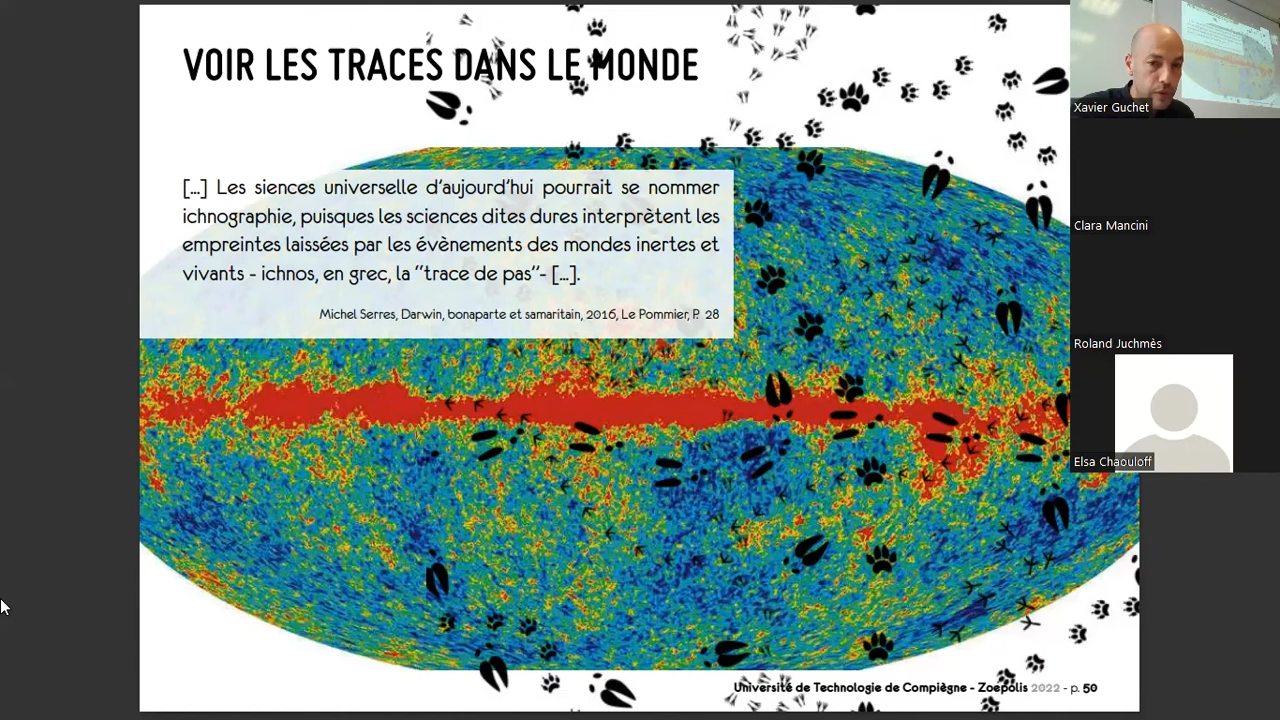 VOIR LES TRACES DANS LE MONDE
[...] Les siences universelle d'aujourd'hui pourrait se nommer
ichnographie, puisques les sciences dites dures interprètent les
empreintes laissées par les évènements des mondes inertes et
vivants - ichnos, en grec, la "trace de pas"- [...].
Michel Serres, Darwin, bonaparte et samaritain, 2016, Le Pommier, P. 28
Université de Technologie de Compiègne - Zoepolis 2022 - p. 50
Xavier Guchet
Clara Mancini
Roland Juchmès
Elsa Chaouloff